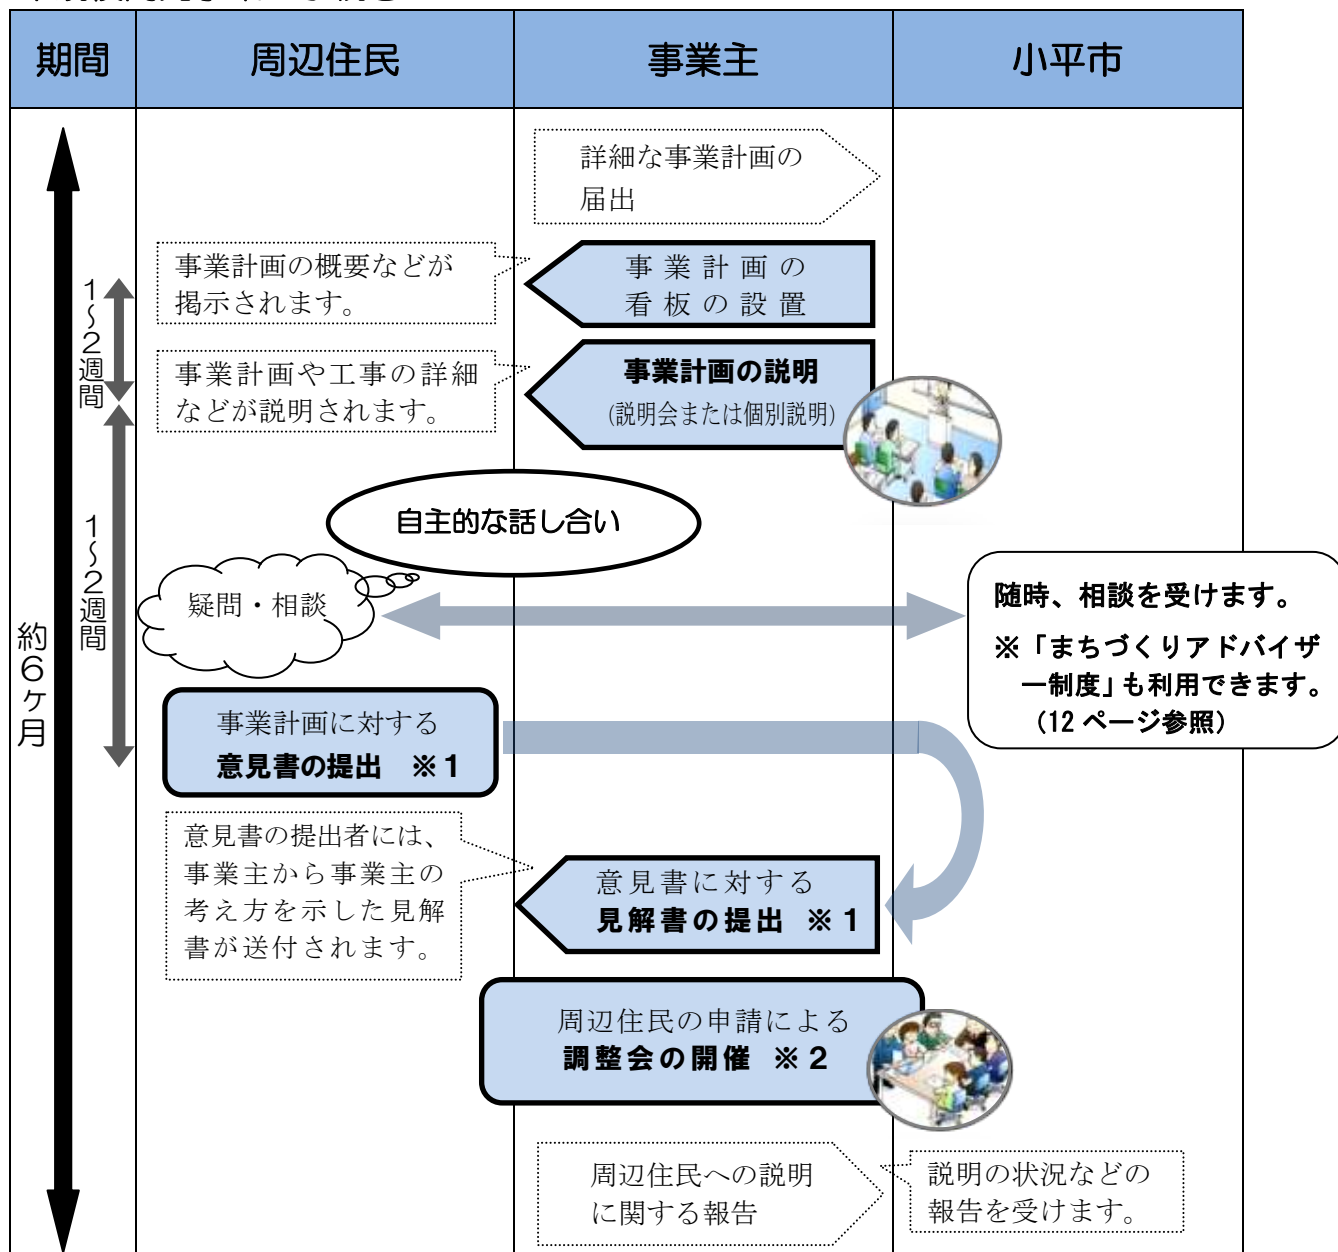 期間
周辺住民
事業主
小平市
詳細な事業計画の
届出
事業計画の概要などが
掲示されます。
事業計画の
看板の設置
1～2週間
事業計画や工事の詳細
などが説明されます。
事業計画の説明
(説明会または個別説明)
自主的な話し合い
1～2週間
疑問・相談
随時、相談を受けます。
※「まちづくりアドバイザ
ー制度」も利用できます。
（12 ページ参照）
約6ヶ月
事業計画に対する
意見書の提出 ※1
意見書の提出者には、
事業主から事業主の
考え方を示した見解
書が送付されます。
意見書に対する
見解書の提出 ※1
周辺住民の申請による
調整会の開催 ※2
周辺住民への説明
に関する報告
説明の状況などの
報告を受けます。